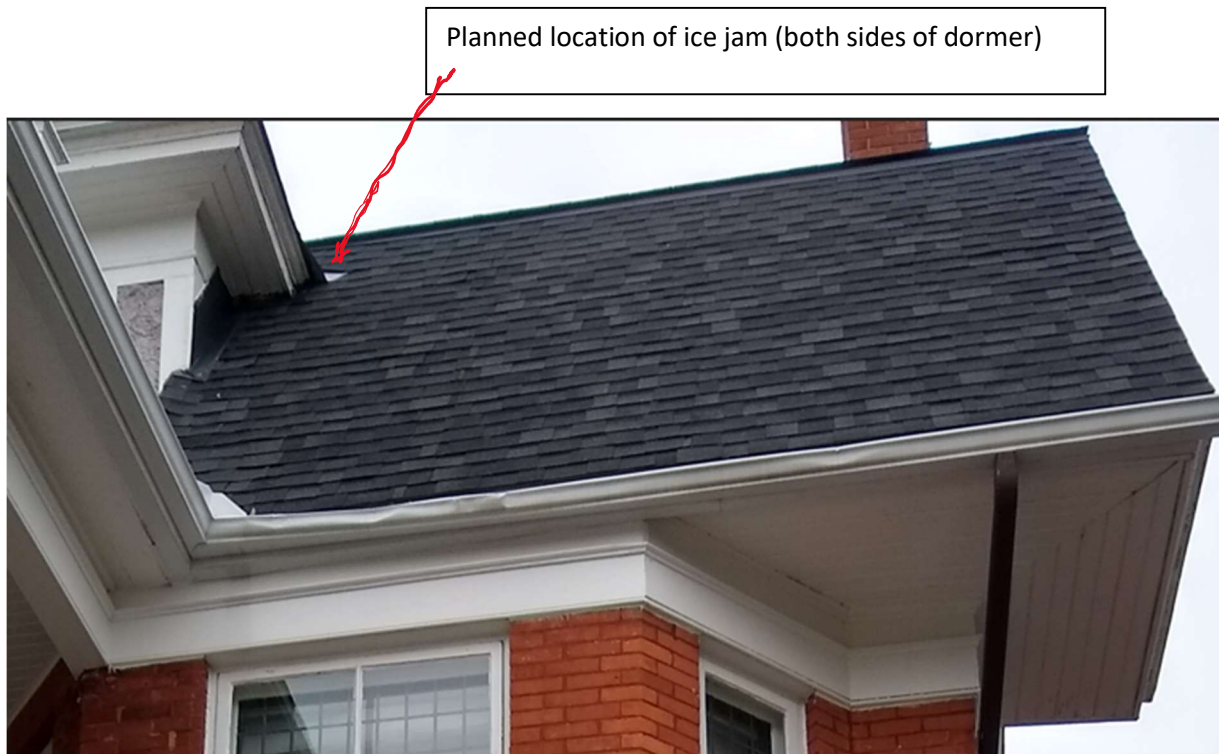 Planned location of ice jam (both sides of dormer)